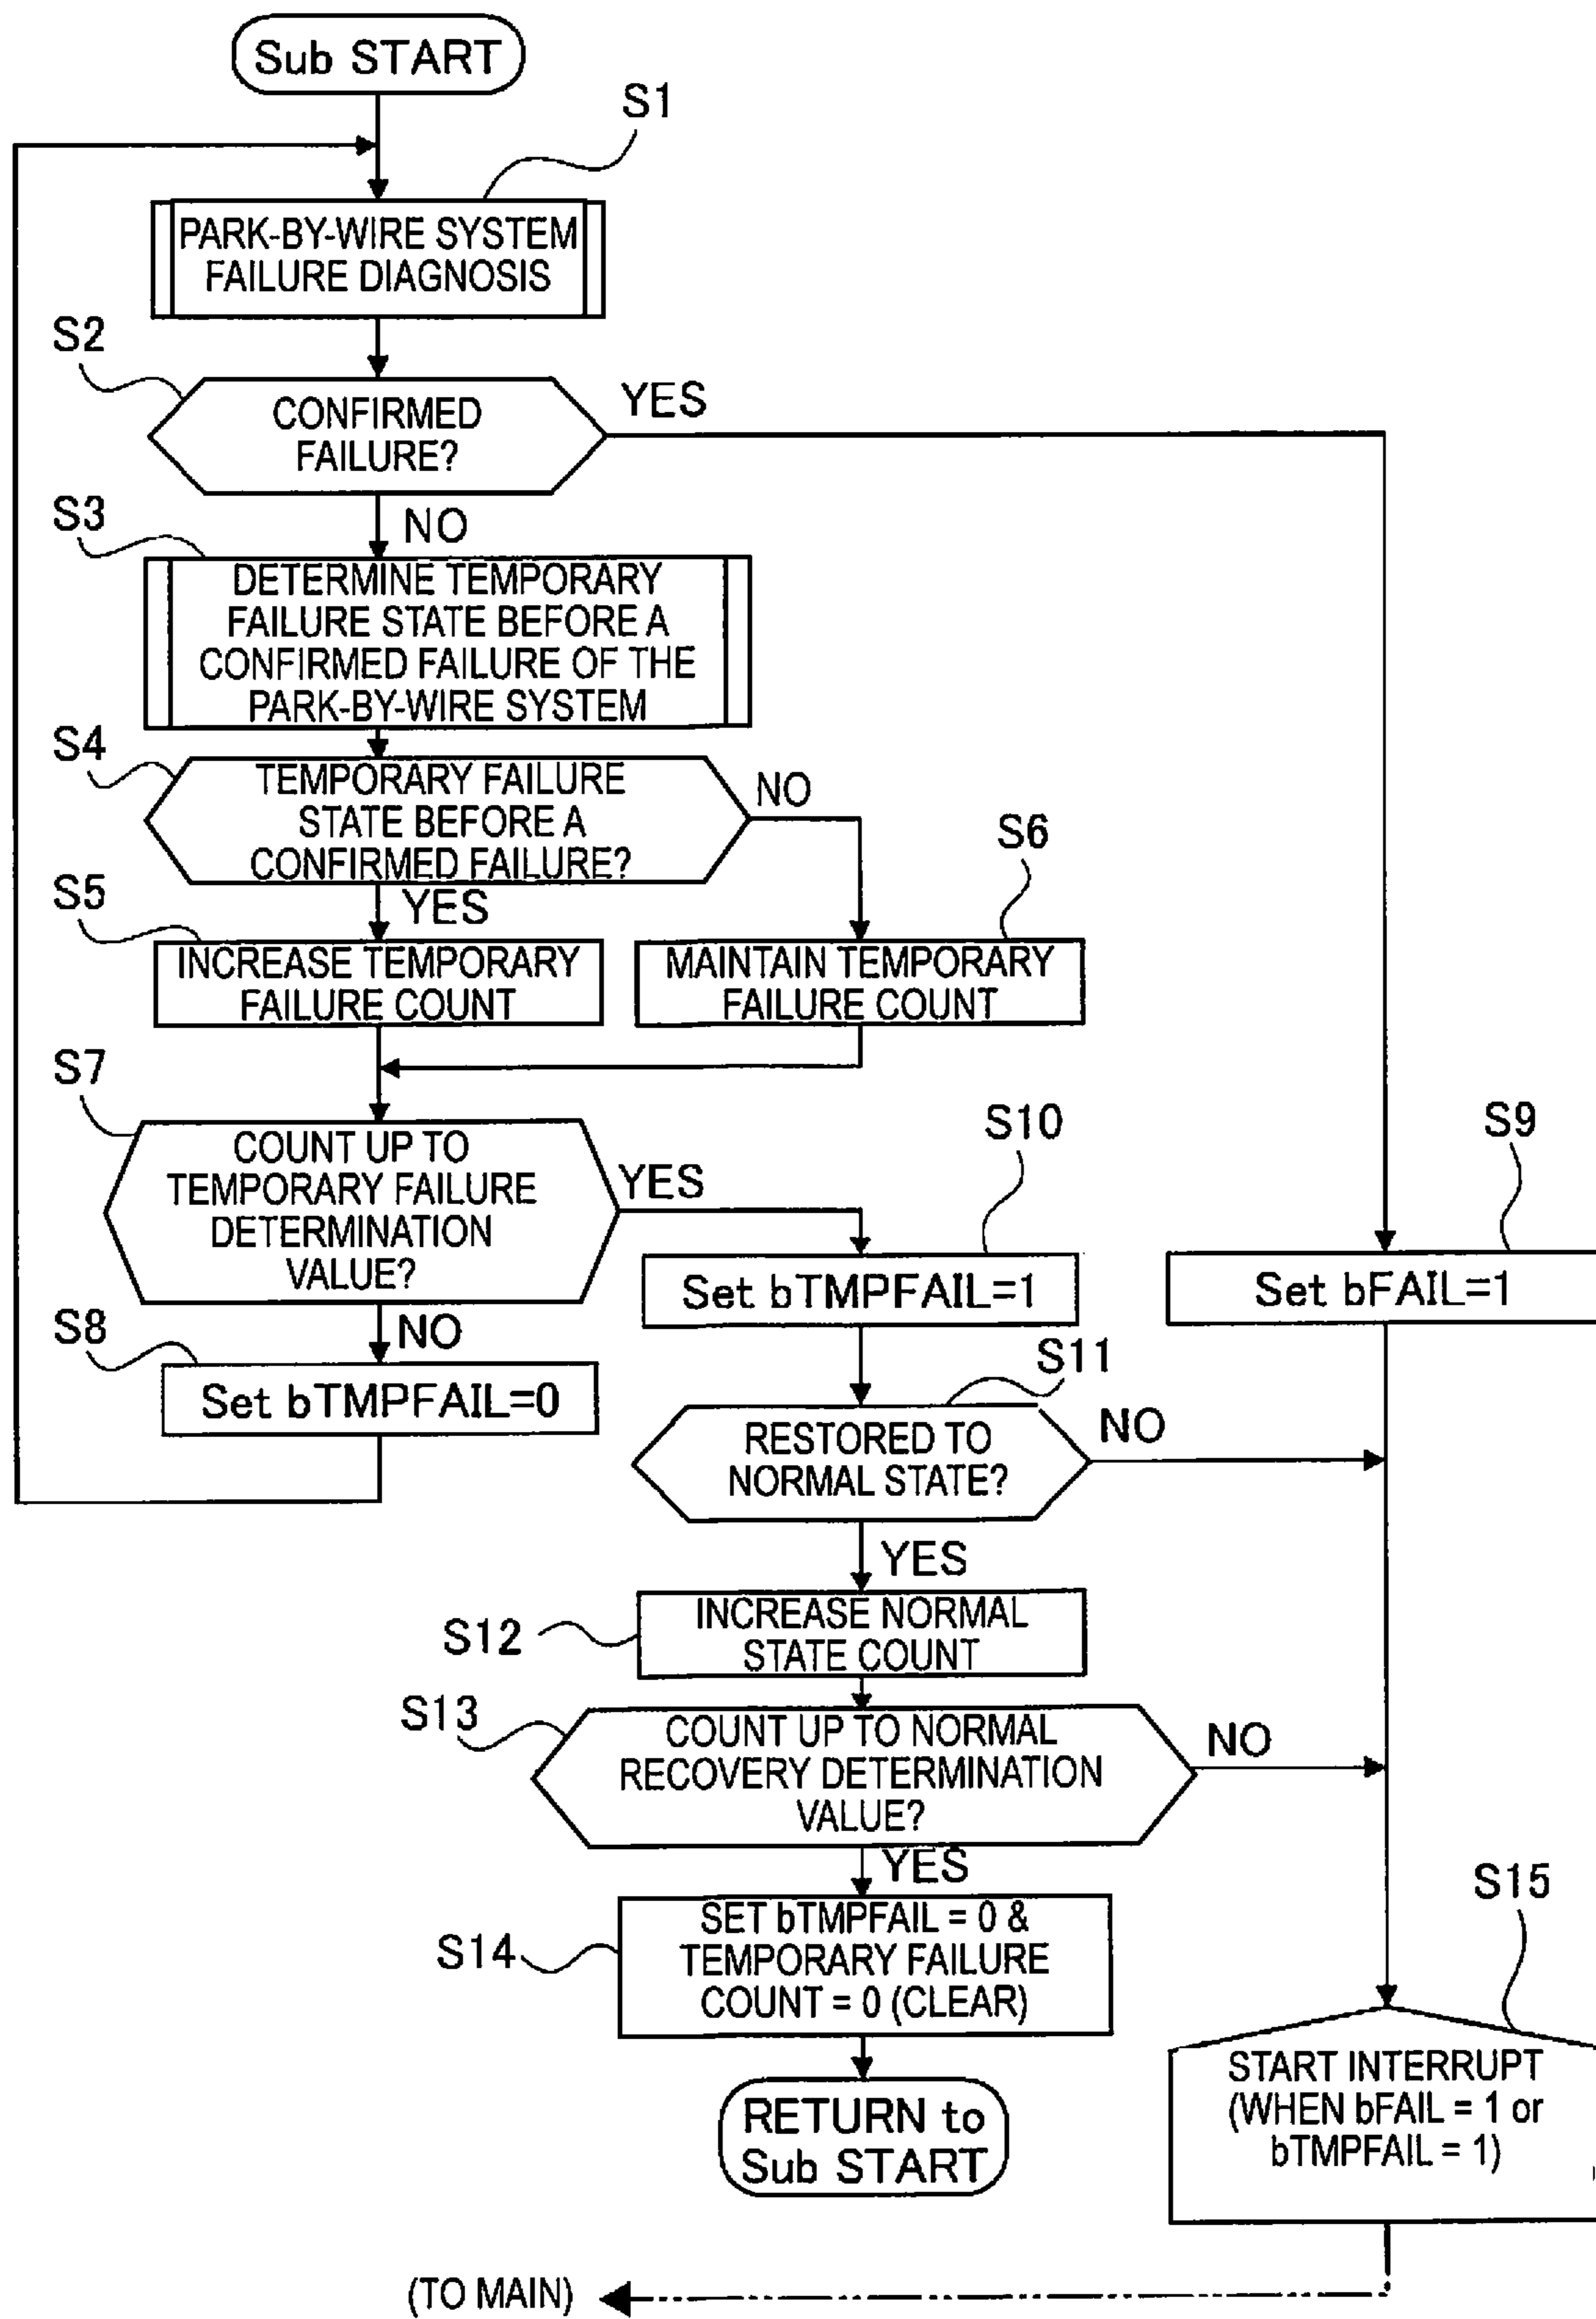 Sub START
S1
PARK-BY-WIRE SYSTEM
FAILURE DIAGNOSIS
S2
CONFIRMED
FAILURE?
YES
NO
S3
DETERMINE TEMPORARY
FAILURE STATE BEFORE A
CONFIRMED FAILURE OF THE
PARK-BY-WIRE SYSTEM
S4
TEMPORARY FAILURE
STATE BEFORE A
CONFIRMED FAILURE?
NO
YES
S5
INCREASE TEMPORARY
FAILURE COUNT
S6
MAINTAIN TEMPORARY
FAILURE COUNT
S7
COUNT UP TO
TEMPORARY FAILURE
DETERMINATION
VALUE?
YES
NO
S8
Set bTMPFAIL=0
S10
Set bTMPFAIL=1
S9
Set bFAIL=1
S11
RESTORED TO
NORMAL STATE?
NO
YES
S12
INCREASE NORMAL
STATE COUNT
S13
COUNT UP TO NORMAL
RECOVERY DETERMINATION
VALUE?
NO
YES
S14
SET bTMPFAIL = 0 &
TEMPORARY FAILURE
COUNT = 0 (CLEAR)
RETURN to
Sub START
S15
START INTERRUPT
(WHEN bFAIL = 1 or
bTMPFAIL = 1)
(TO MAIN)